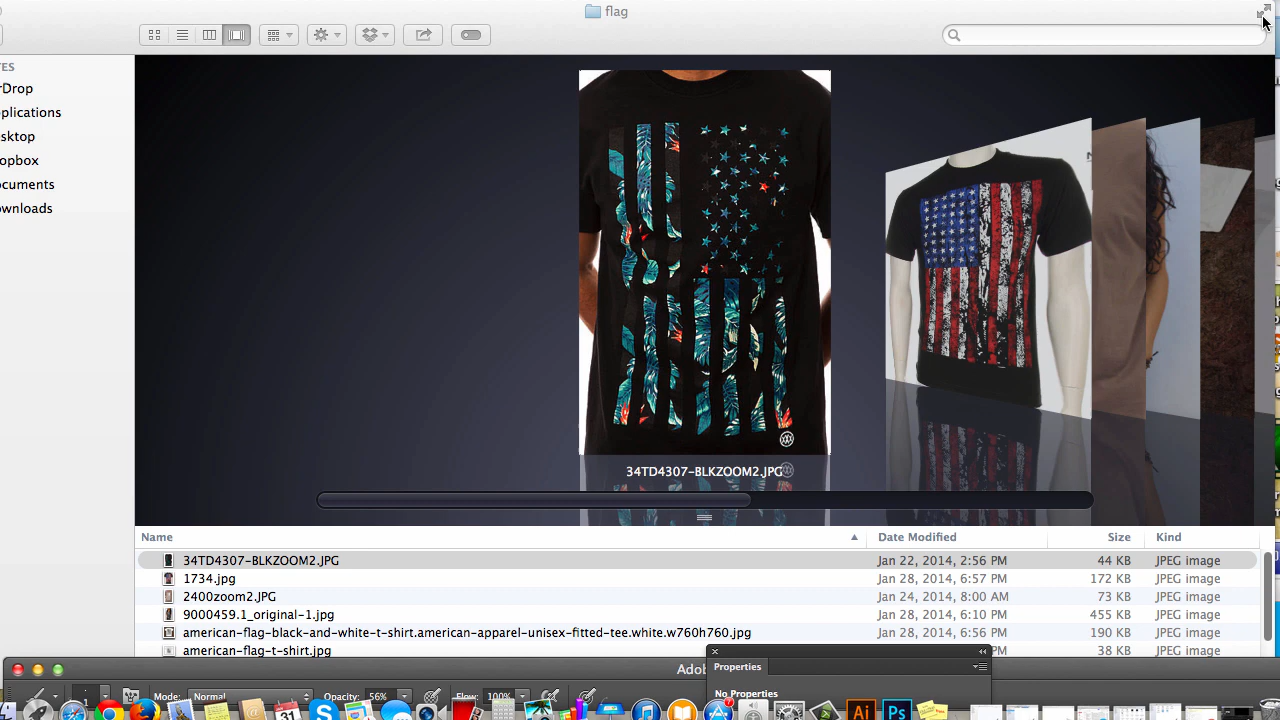 flag
TES
rDrop
plications
sktop
opbox
ocuments
ownloads
34TD4307-BLKZOOM2.JPG
Name Date Modified Size Kind
34TD4307-BLKZOOM2.JPG Jan 22, 2014, 2:56 PM 44 KB JPEG image
1734.jpg Jan 28, 2014, 6:57 PM 172 KB JPEG image
2400zoom2.JPG Jan 24, 2014, 8:00 AM 73 KB JPEG image
9000459.1_original-1.jpg Jan 28, 2014, 6:10 PM 455 KB JPEG image
american-flag-black-and-white-t-shirt.american-apparel-unisex-fitted-tee.white.w760h760.jpg Jan 28, 2014, 6:56 PM 190 KB JPEG image
american-flag-t-shirt.jpg 38 KB JPEG image
Adob
Properties
No Properties
Mode: Normal Opacity: 56% Flow: 100%
31
Ai
Ps